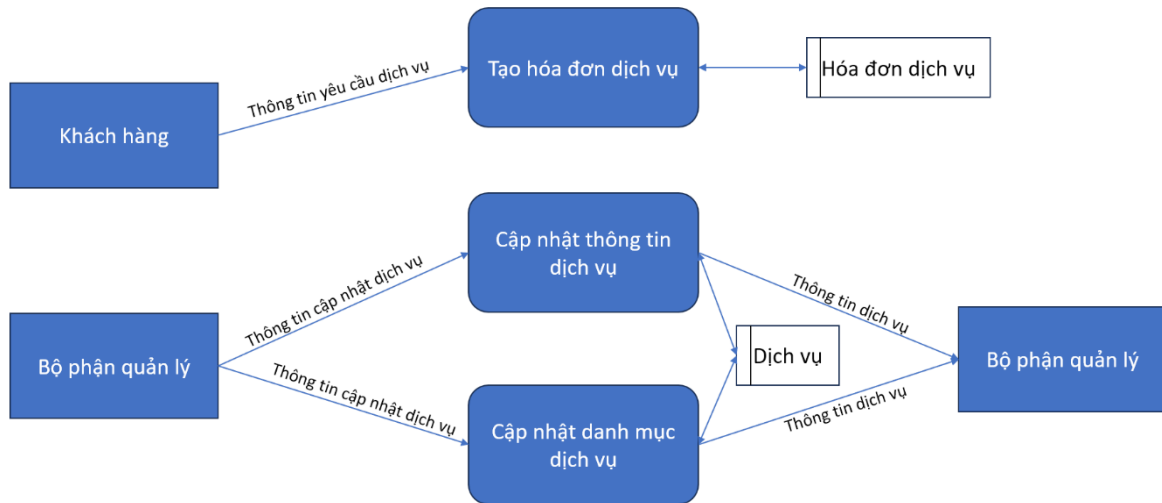 Tạo hóa đơn dịch vụ
Hóa đơn dịch vụ
Thông tin yêu cầu dịch vụ
Khách hàng
Cập nhật thông tin
dịch vụ
Thông tin cập nhật dịch vụ
Thông tin dịch vụ
Bộ phận quản lý
Dịch vụ
Bộ phận quản lý
Thông tin cập nhật dịch vụ
Thông tin dịch vụ
Cập nhật danh mục
dịch vụ